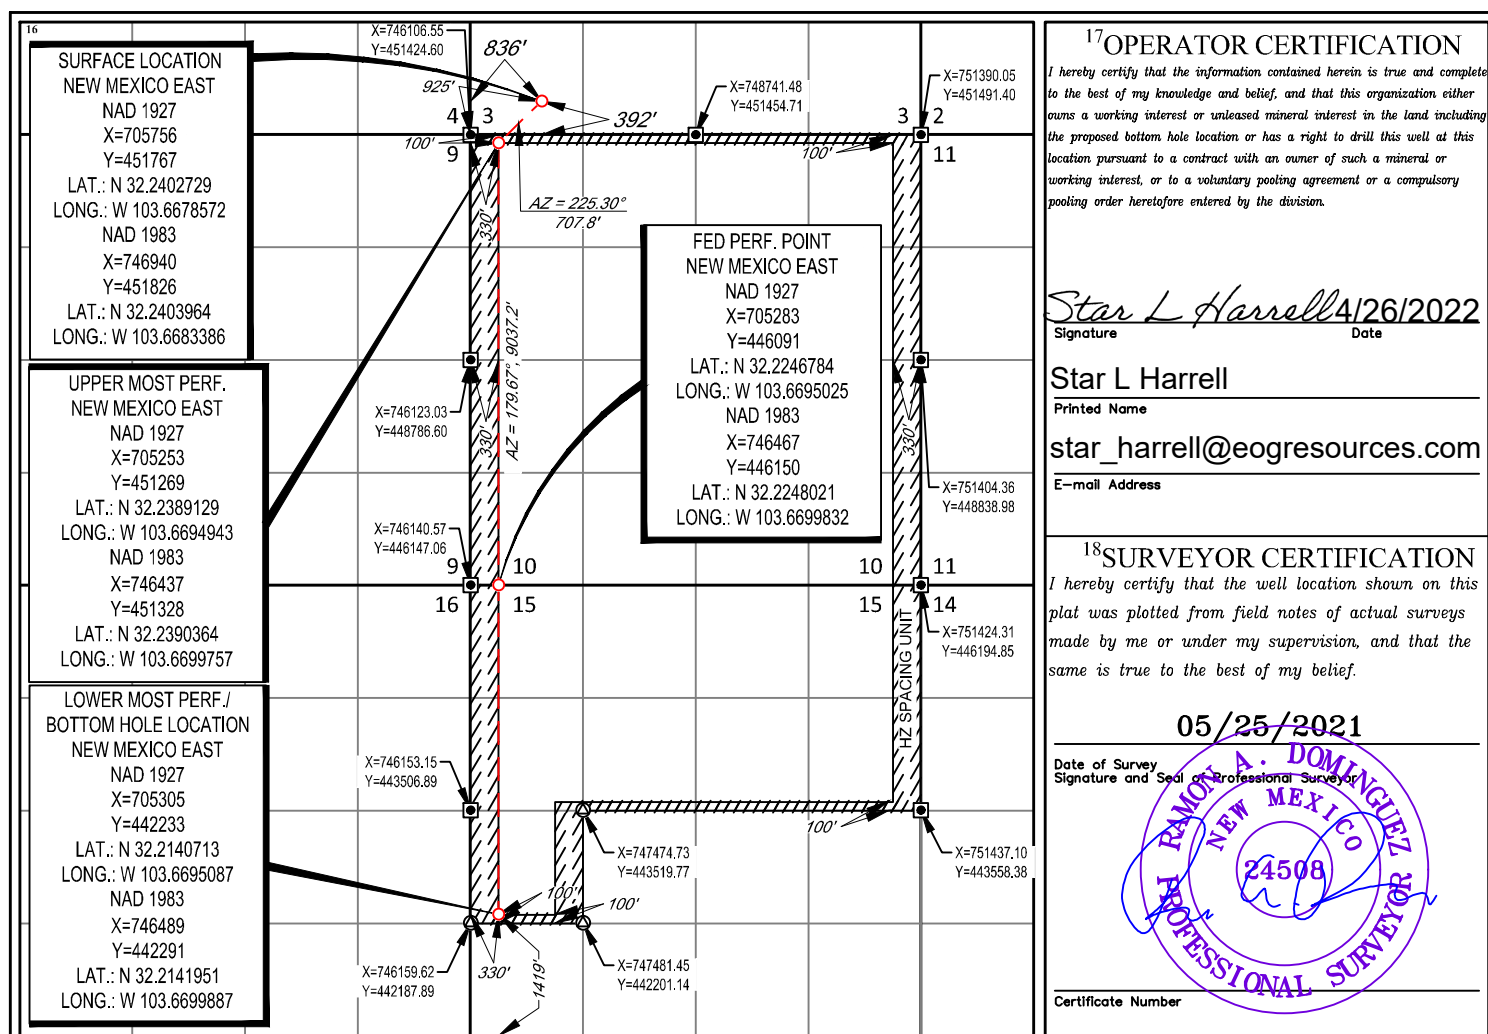 16
SURFACE LOCATION
NEW MEXICO EAST
NAD 1927
X=705756
Y=451767
LAT.: N 32.2402729
LONG.: W 103.6678572
NAD 1983
X=746940
Y=451826
LAT.: N 32.2403964
LONG.: W 103.6683386
UPPER MOST PERF.
NEW MEXICO EAST
NAD 1927
X=705253
Y=451269
LAT.: N 32.2389129
LONG.: W 103.6694943
NAD 1983
X=746437
Y=451328
LAT.: N 32.2390364
LONG.: W 103.6699757
LOWER MOST PERF./
BOTTOM HOLE LOCATION
NEW MEXICO EAST
NAD 1927
X=705305
Y=442233
LAT.: N 32.2140713
LONG.: W 103.6695087
NAD 1983
X=746489
Y=442291
LAT.: N 32.2141951
LONG.: W 103.6699887
X=746106.55
Y=451424.60
836'
925'
392'
4 3
9
100'
330'
AZ = 225.30°
707.8'
X=748741.48
Y=451454.71
X=751390.05
Y=451491.40
3 2
11
100'
FED PERF. POINT
NEW MEXICO EAST
NAD 1927
X=705283
Y=446091
LAT.: N 32.2246784
LONG.: W 103.6695025
NAD 1983
X=746467
Y=446150
LAT.: N 32.2248021
LONG.: W 103.6699832
AZ = 179.67°, 9037.2'
X=746123.03
Y=448786.60
330'
330'
X=751404.36
Y=448838.98
X=746140.57
Y=446147.06
9 10
16 15
10 11
15 14
X=751424.31
Y=446194.85
HZ SPACING UNIT
X=746153.15
Y=443506.89
100'
X=747474.73
Y=443519.77
X=751437.10
Y=443558.38
100'
100'
X=746159.62
Y=442187.89
330'
1419'
X=747481.45
Y=442201.14
17OPERATOR CERTIFICATION
I hereby certify that the information contained herein is true and complete
to the best of my knowledge and belief, and that this organization either
owns a working interest or unleased mineral interest in the land including
the proposed bottom hole location or has a right to drill this well at this
location pursuant to a contract with an owner of such a mineral or
working interest, or to a voluntary pooling agreement or a compulsory
pooling order heretofore entered by the division.
Star L Harrell 4/26/2022
Signature Date
Star L Harrell
Printed Name
star_harrell@eogresources.com
E-mail Address
18SURVEYOR CERTIFICATION
I hereby certify that the well location shown on this
plat was plotted from field notes of actual surveys
made by me or under my supervision, and that the
same is true to the best of my belief.
05/25/2021
Date of Survey
Signature and Seal of Professional Surveyor
RAMON A. DOMINGUEZ
NEW MEXICO
24508
PROFESSIONAL SURVEYOR
Certificate Number